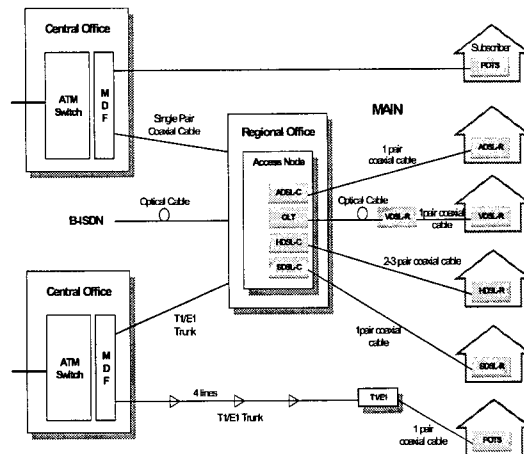 Central Office
ATM
Switch
M
D
F
Subscriber
POTS
Single Pair
Coaxial Cable
MAIN
Regional Office
Access Node
ADSL-C
OLT
HDSL-C
SDSL-C
1 pair
coaxial cable
ADSL-R
Optical Cable
B-ISDN
Optical Cable
VDSL-R
1pair coaxial
cable
VDSL-R
2-3 pair coaxial cable
HDSL-R
Central Office
ATM
Switch
M
D
F
T1/E1
Trunk
1pair coaxial
cable
SDSL-R
4 lines
T1/E1 Trunk
T1/E1
1 pair
coaxial cable
POTS